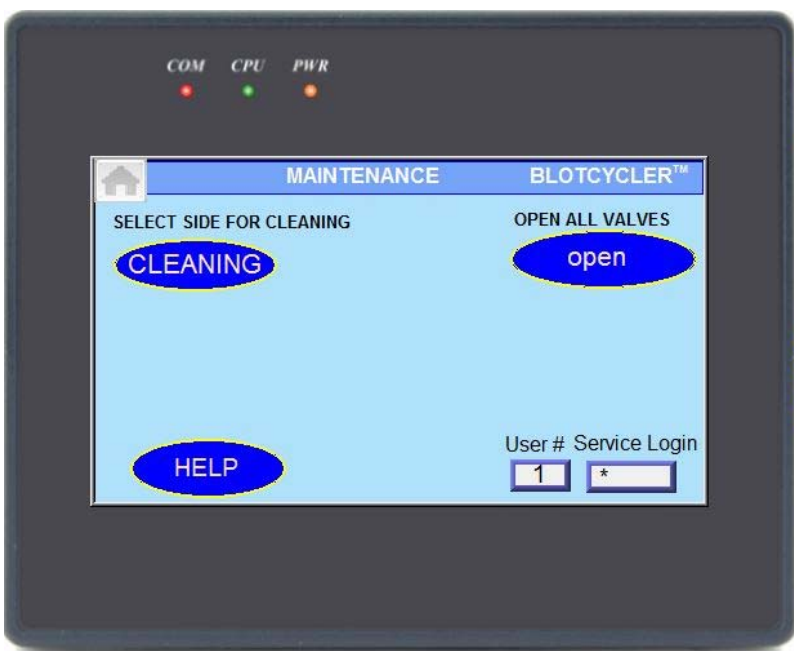 COM CPU PWR
MAINTENANCE BLOTCYCLER™
SELECT SIDE FOR CLEANING OPEN ALL VALVES
CLEANING open
User # Service Login
HELP 1 *